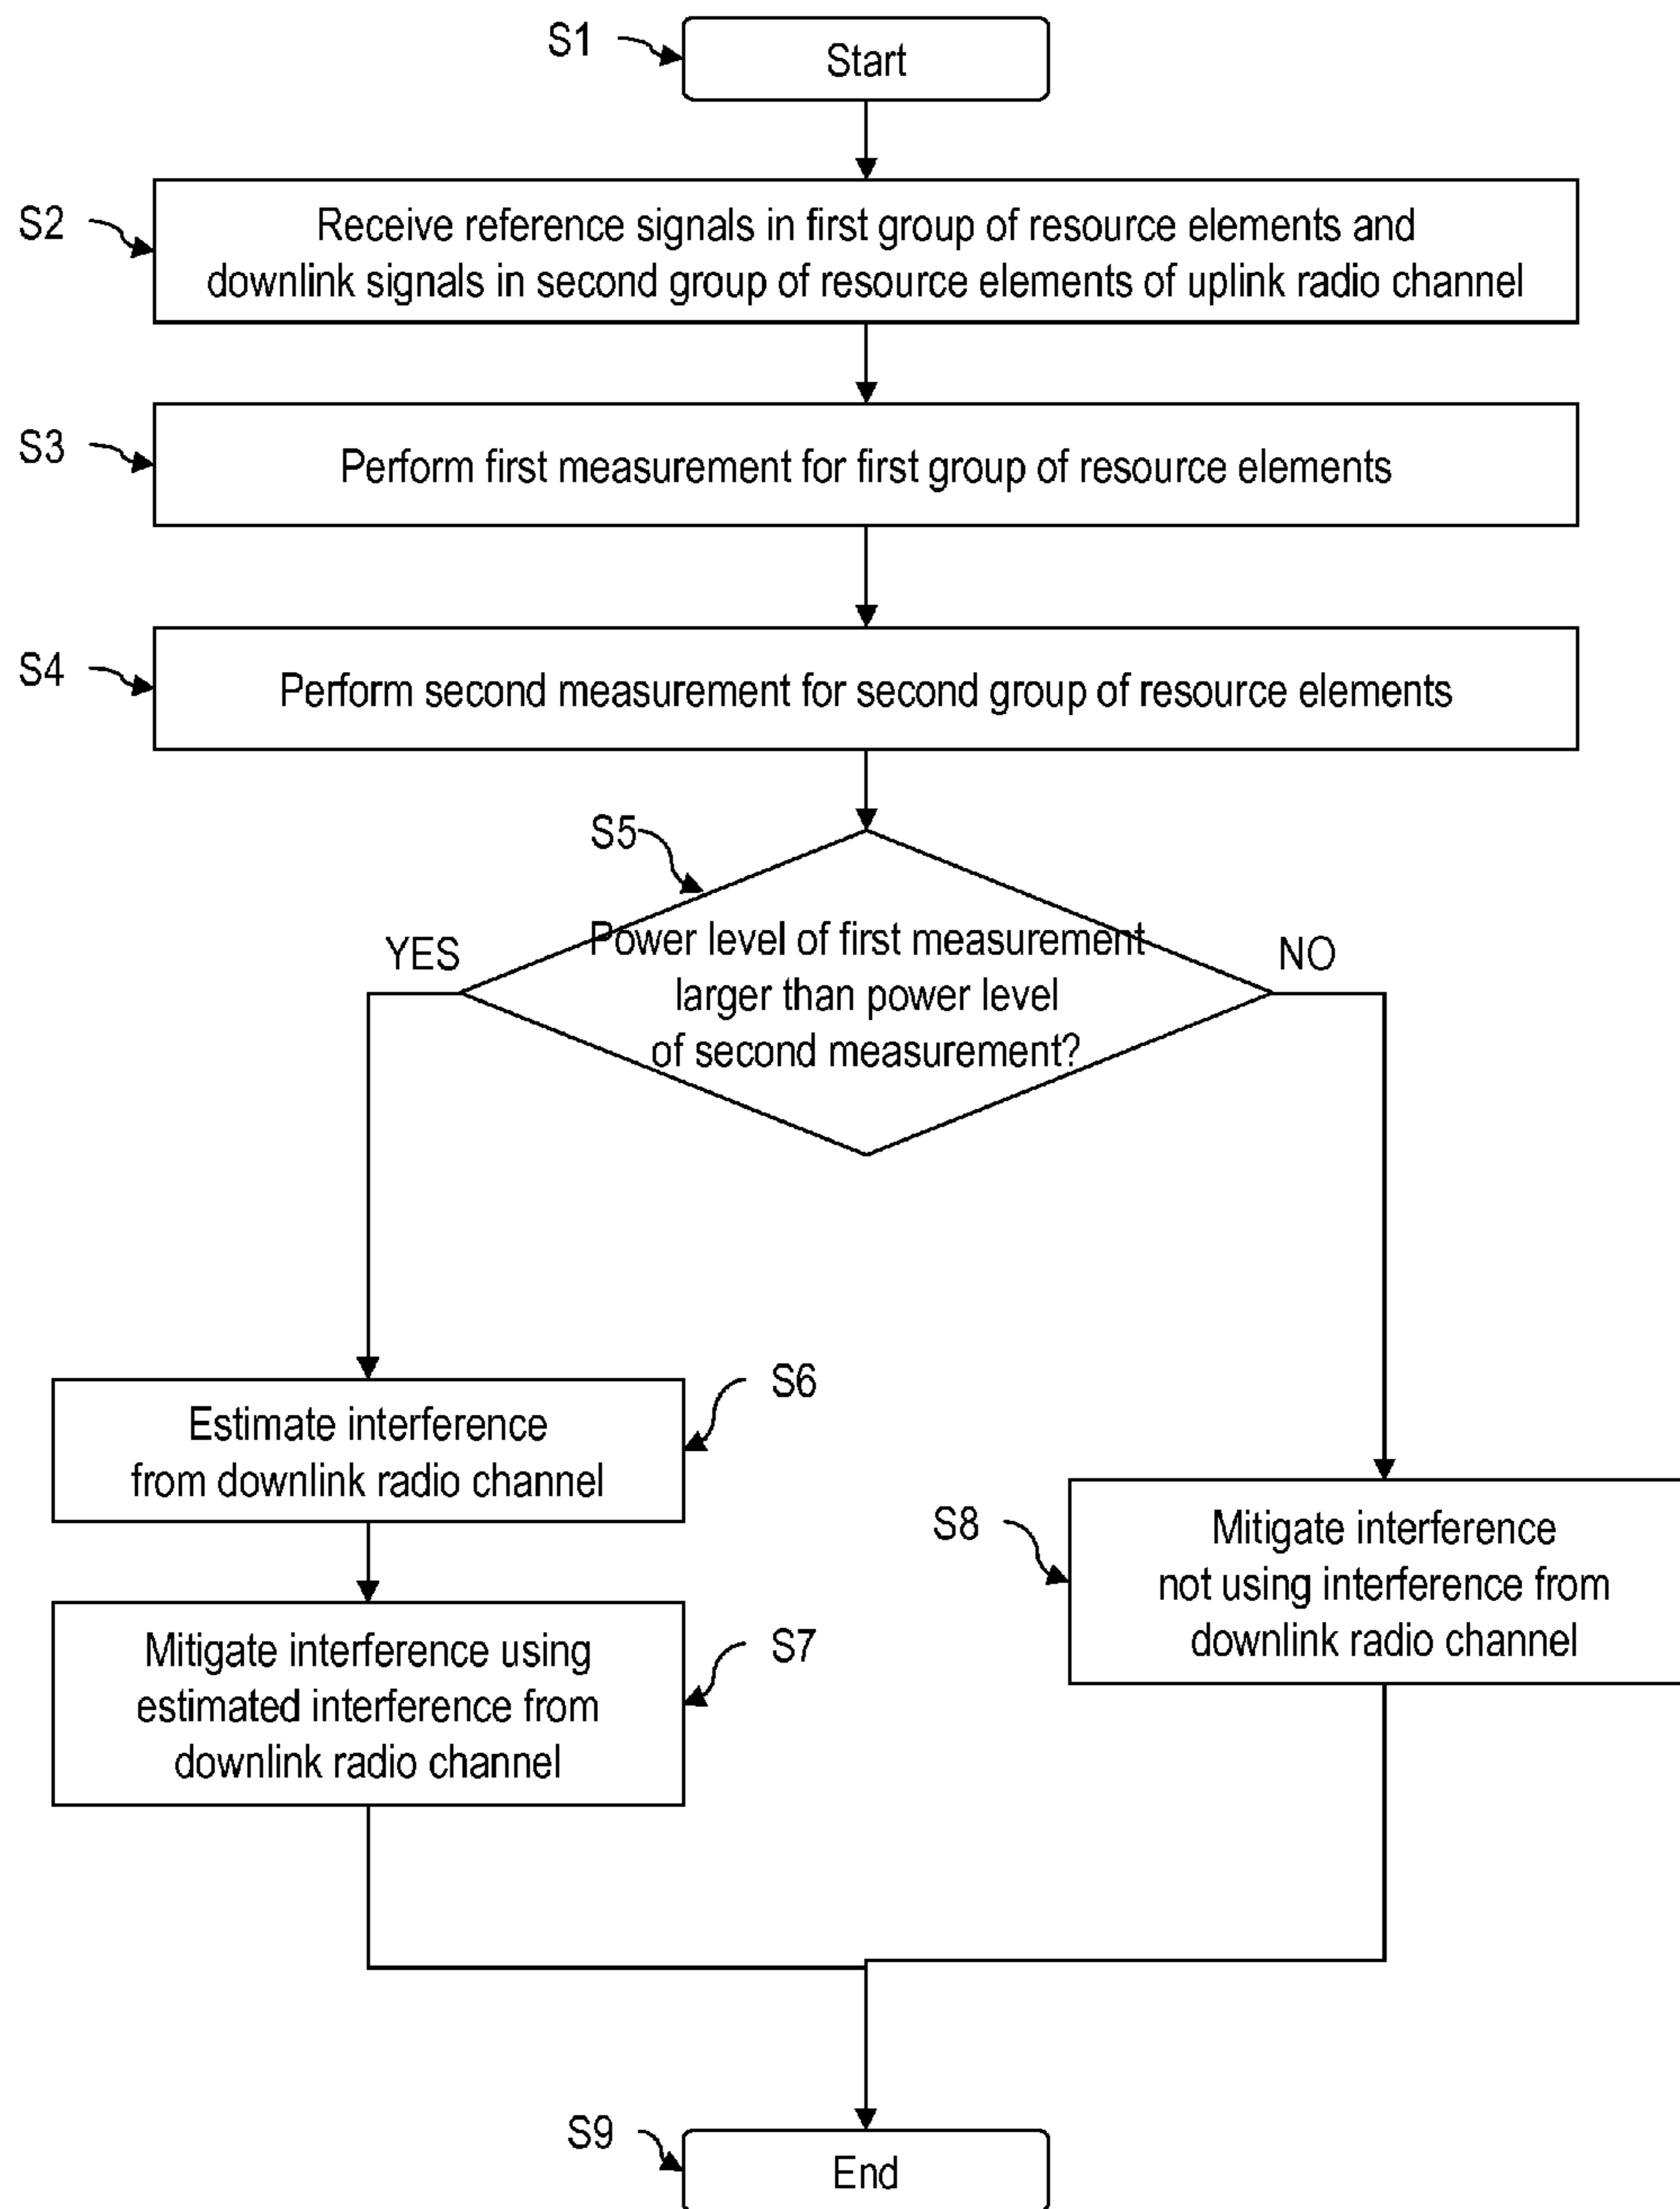 S1
Start
S2
Receive reference signals in first group of resource elements and
downlink signals in second group of resource elements of uplink radio channel
S3
Perform first measurement for first group of resource elements
S4
Perform second measurement for second group of resource elements
S5
YES
Power level of first measurement
larger than power level
of second measurement?
NO
Estimate interference
from downlink radio channel
S6
Mitigate interference using
estimated interference from
downlink radio channel
S7
S8
Mitigate interference
not using interference from
downlink radio channel
S9
End